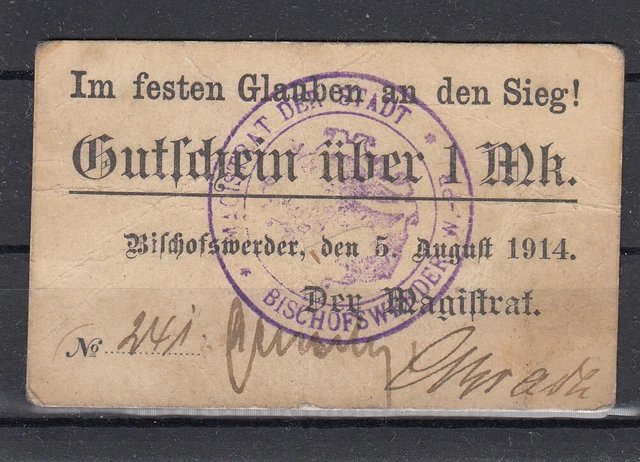 Im festen Glauben an den Sieg!
Gutschein über 1 Mk.
Bischofswerder, den 5. August 1914.
Der Magistrat.
No 241
MAGISTRAT DER STADT
* BISCHOFSWERDER W.-P. *